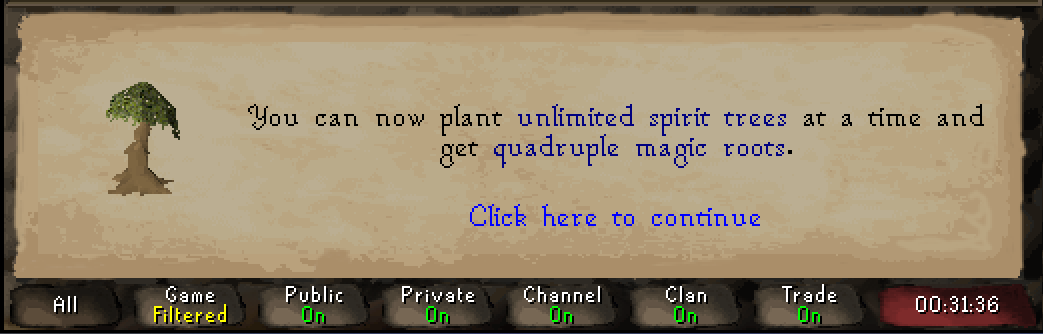 You can now plant unlimited spirit trees at a time and
get quadruple magic roots.
Click here to continue
All
Game
Filtered
Public
On
Private
On
Channel
On
Clan
On
Trade
On
00:31:36